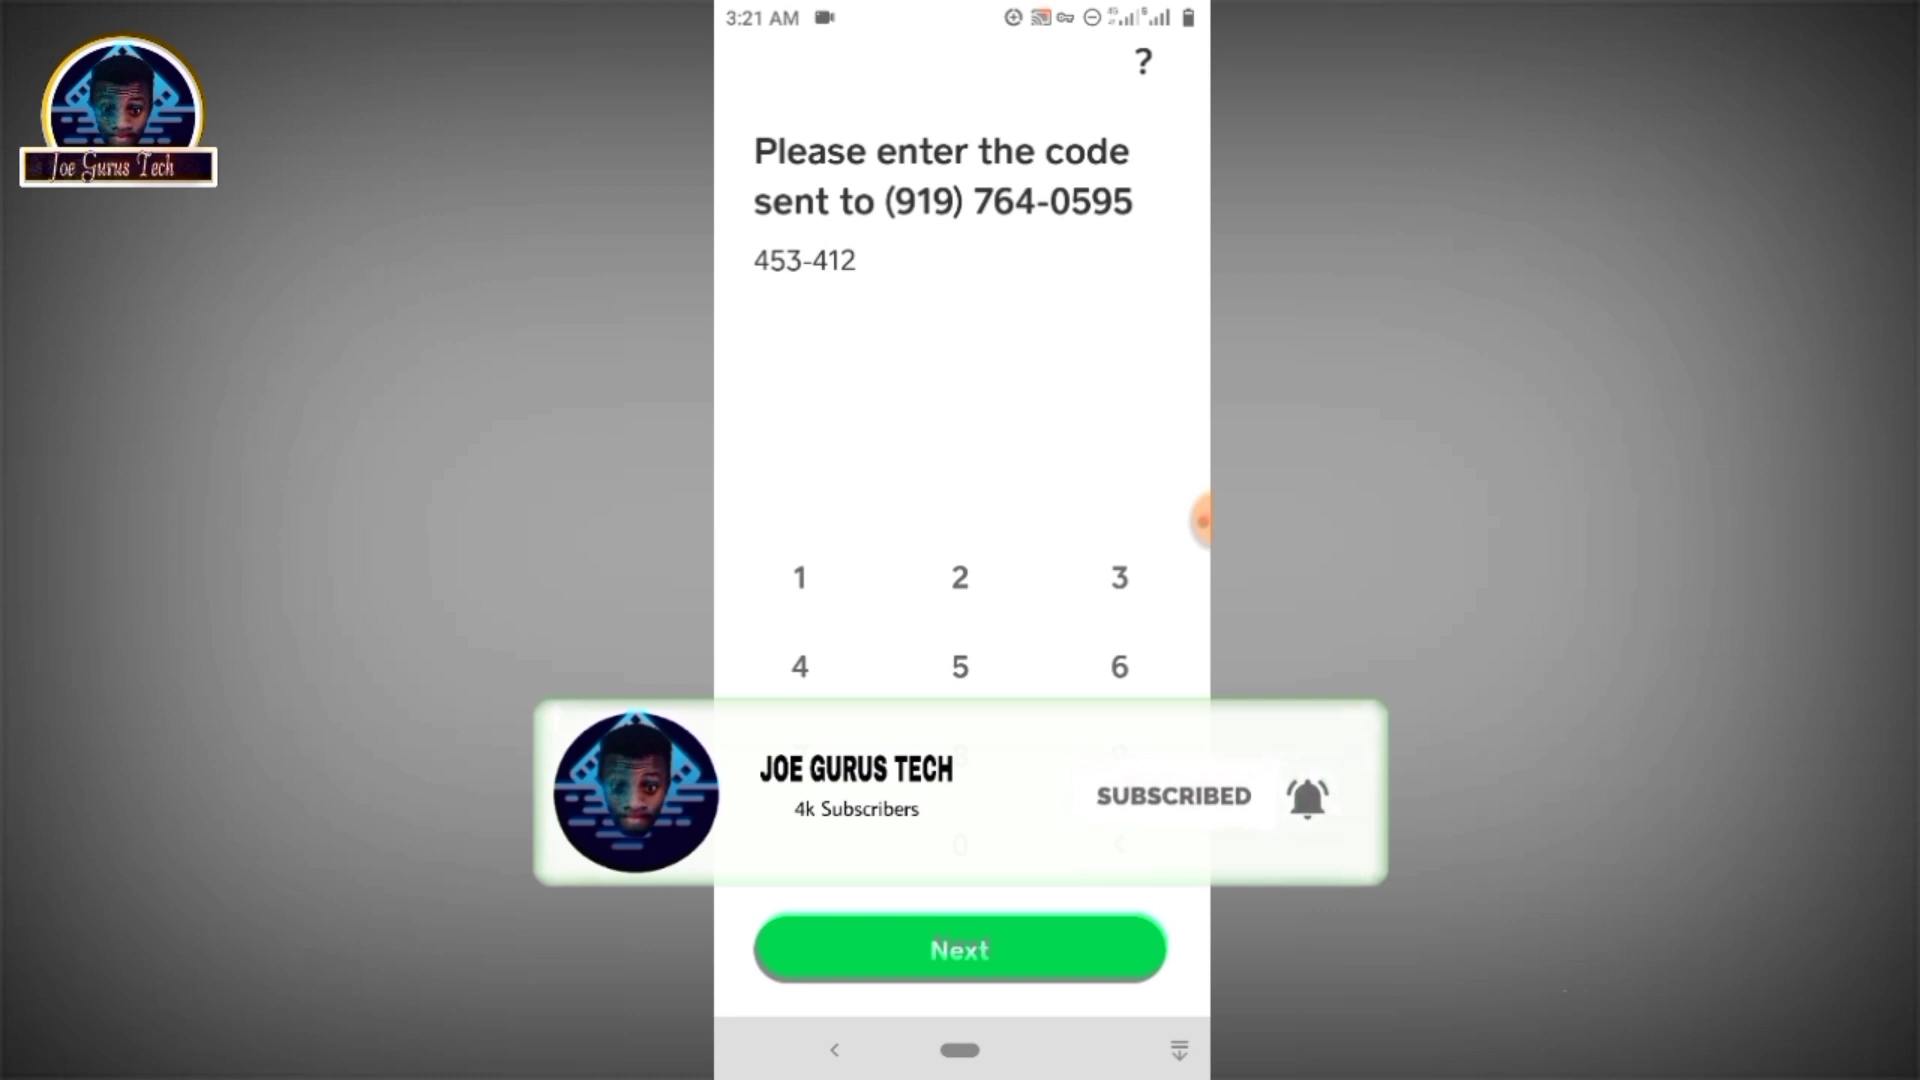 3:21 AM
?
Joe Gurus Tech
Please enter the code
sent to (919) 764-0595
453-412
1 2 3
4 5 6
JOE GURUS TECH
4k Subscribers
SUBSCRIBED
0
Next